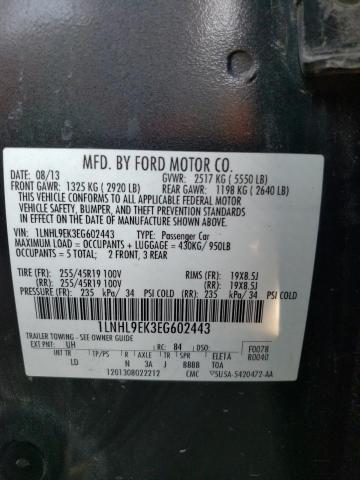 MFD. BY FORD MOTOR CO.
DATE: 08/13 GVWR: 2517 KG ( 5550 LB)
FRONT GAWR: 1325 KG ( 2920 LB) REAR GAWR: 1198 KG ( 2640 LB)
THIS VEHICLE CONFORMS TO ALL APPLICABLE FEDERAL MOTOR
VEHICLE SAFETY, BUMPER, AND THEFT PREVENTION STANDARDS IN
EFFECT ON THE DATE OF MANUFACTURE SHOWN ABOVE.
VIN: 1LNHL9EK3EG602443 TYPE: Passenger Car
MAXIMUM LOAD = OCCUPANTS + LUGGAGE = 430KG/ 950LB
OCCUPANTS = 5 TOTAL: 2 FRONT, 3 REAR
TIRE (FR): 255/45R19 100V RIMS (FR): 19X8.5J
(RR): 255/45R19 100V (RR): 19X8.5J
PRESSURE (FR): 235 kPa/ 34 PSI COLD (RR): 235 kPa/ 34 PSI COLD
1LNHL9EK3EG602443
TRAILER TOWING - SEE OWNER GUIDE
EXT PNT: UH RC: 84 DSO: F0078
INT TR TP/PS R AXLE TR SPR ELE1A R0040
LD N 3A J BBBB TOA
1201308022212 CMC